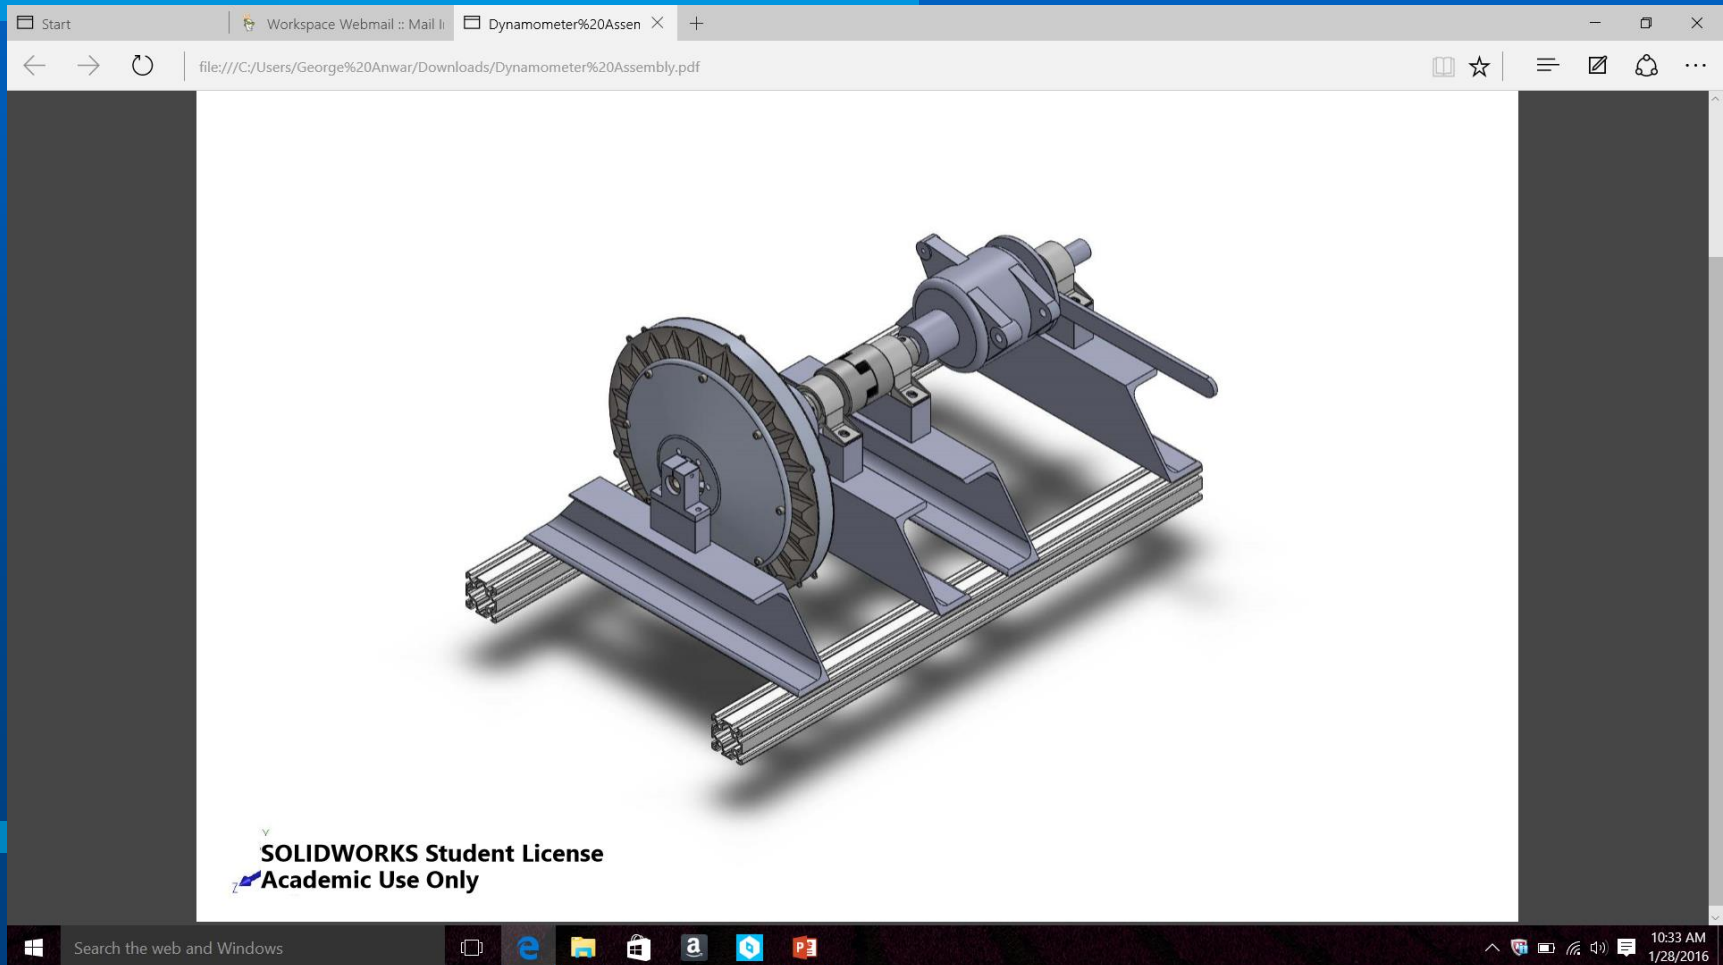 Start
Workspace Webmail :: Mail I
Dynamometer%20Assen
file:///C:/Users/George%20Anwar/Downloads/Dynamometer%20Assembly.pdf
Y
SOLIDWORKS Student License
Z
Academic Use Only
Search the web and Windows
10:33 AM
1/28/2016